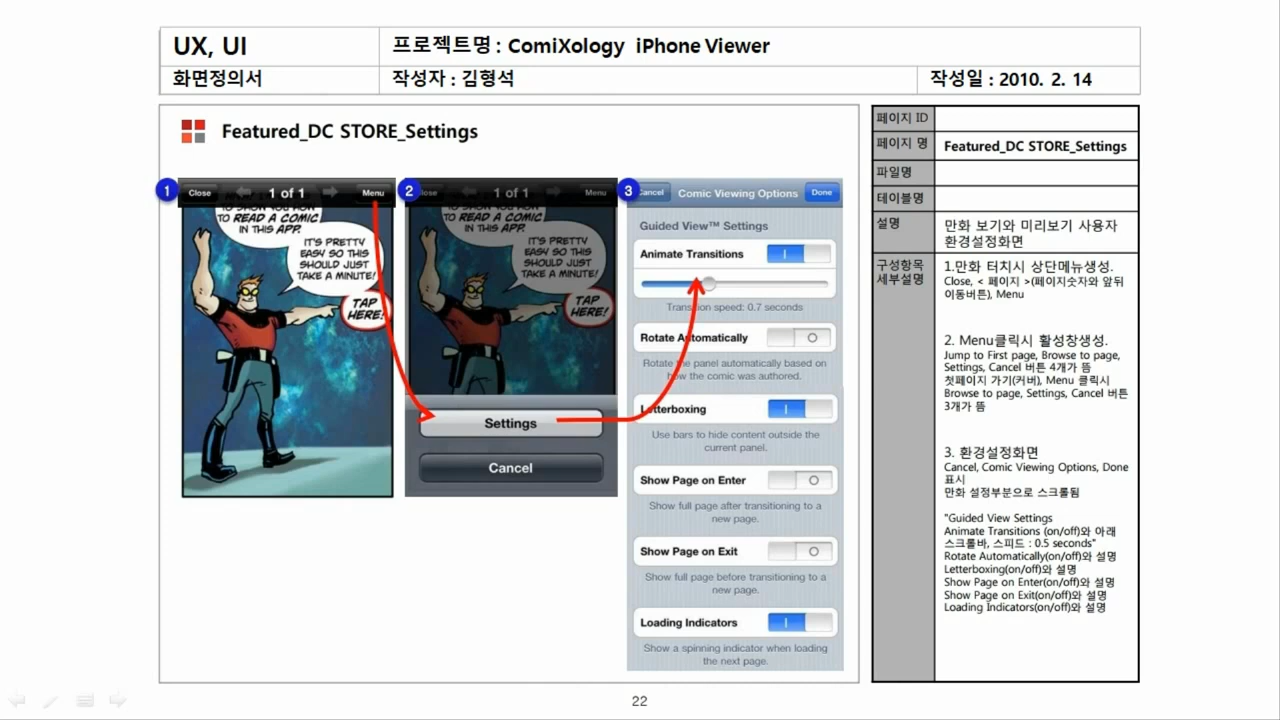 UX, UI
프로젝트명 : ComiXology iPhone Viewer
화면정의서
작성자 : 김형석
작성일 : 2010. 2. 14
Featured_DC STORE_Settings
1
Close
1 of 1
Menu
TO SHOW YOU HOW
TO READ A COMIC
IN THIS APP.
IT'S PRETTY
EASY SO THIS
SHOULD JUST
TAKE A MINUTE!
TAP
HERE!
2
lose
1 of 1
Menu
TO SHOW YOU HOW
TO READ A COMIC
IN THIS APP.
IT'S PRETTY
EASY SO THIS
SHOULD JUST
TAKE A MINUTE!
TAP
HERE!
Settings
Cancel
3
Cancel
Comic Viewing Options
Done
Guided View™ Settings
Animate Transitions
Transition speed: 0.7 seconds
Rotate Automatically
Rotate the panel automatically based on
how the comic was authored.
Letterboxing
Use bars to hide content outside the
current panel.
Show Page on Enter
Show full page after transitioning to a
new page.
Show Page on Exit
Show full page before transitioning to a
new page.
Loading Indicators
Show a spinning indicator when loading
the next page.
페이지 ID
페이지 명
Featured_DC STORE_Settings
파일명
테이블명
설명
만화 보기와 미리보기 사용자
환경설정화면
구성항목
세부설명
1.만화 터치시 상단메뉴생성.
Close, < 페이지 >(페이지숫자와 앞뒤
이동버튼), Menu
2. Menu클릭시 활성창생성.
Jump to First page, Browse to page,
Settings, Cancel 버튼 4개가 뜸
첫페이지 가기(커버), Menu 클릭시
Browse to page, Settings, Cancel 버튼
3개가 뜸
3. 환경설정화면
Cancel, Comic Viewing Options, Done
표시
만화 설정부분으로 스크롤됨
"Guided View Settings
Animate Transitions (on/off)와 아래
스크롤바, 스피드 : 0.5 seconds"
Rotate Automatically(on/off)와 설명
Letterboxing(on/off)와 설명
Show Page on Enter(on/off)와 설명
Show Page on Exit(on/off)와 설명
Loading Indicators(on/off)와 설명
22